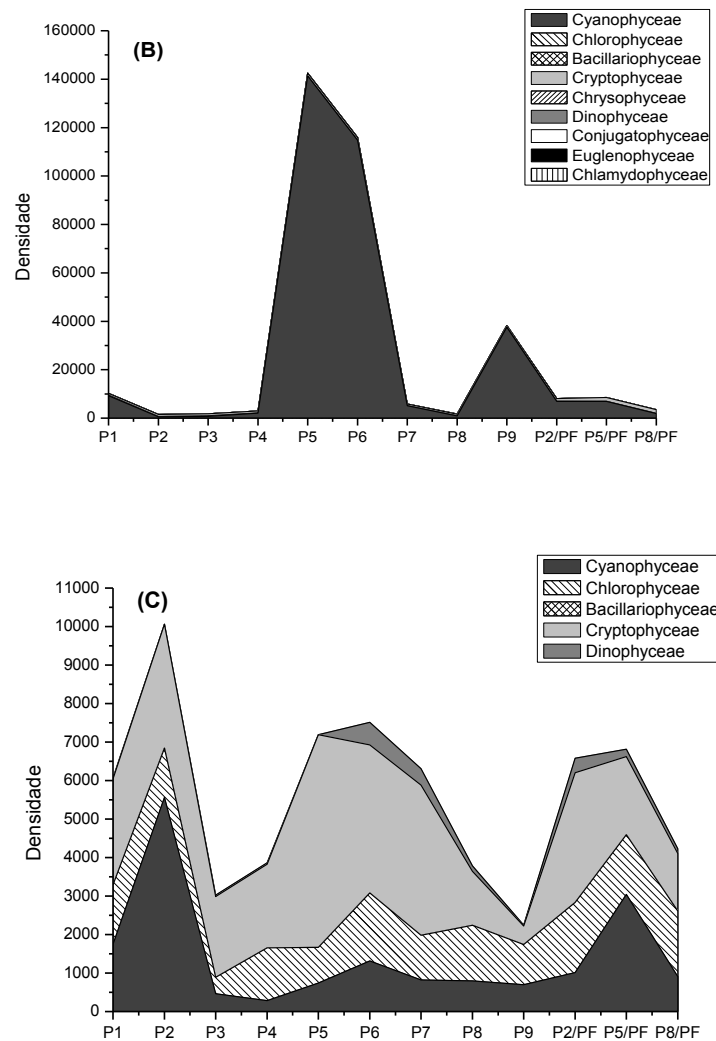 (B)
Cyanophyceae
Chlorophyceae
Bacillariophyceae
Cryptophyceae
Chrysophyceae
Dinophyceae
Conjugatophyceae
Euglenophyceae
Chlamydophyceae
160000
140000
120000
100000
80000
60000
40000
20000
0
Densidade
P1 P2 P3 P4 P5 P6 P7 P8 P9 P2/PF P5/PF P8/PF
(C)
Cyanophyceae
Chlorophyceae
Bacillariophyceae
Cryptophyceae
Dinophyceae
11000
10000
9000
8000
7000
6000
5000
4000
3000
2000
1000
0
Densidade
P1 P2 P3 P4 P5 P6 P7 P8 P9 P2/PF P5/PF P8/PF